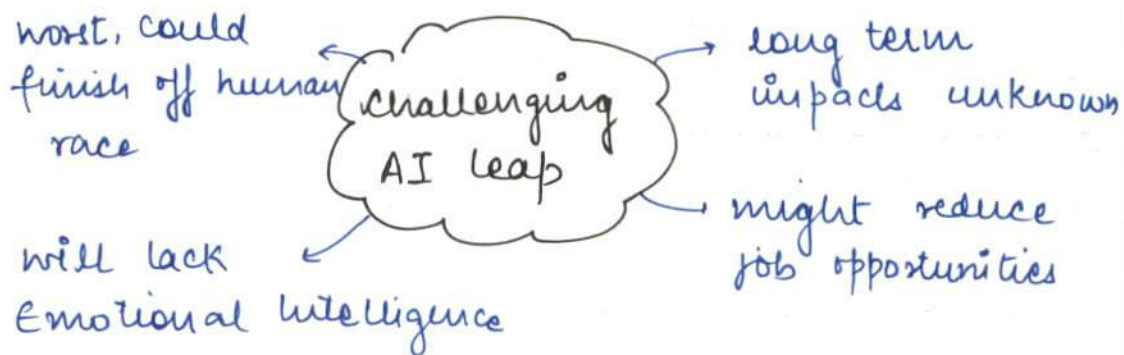 worst, could
finish off human
race
challenging
AI leap
long term
impacts unknown
will lack
Emotional Intelligence
might reduce
job opportunities